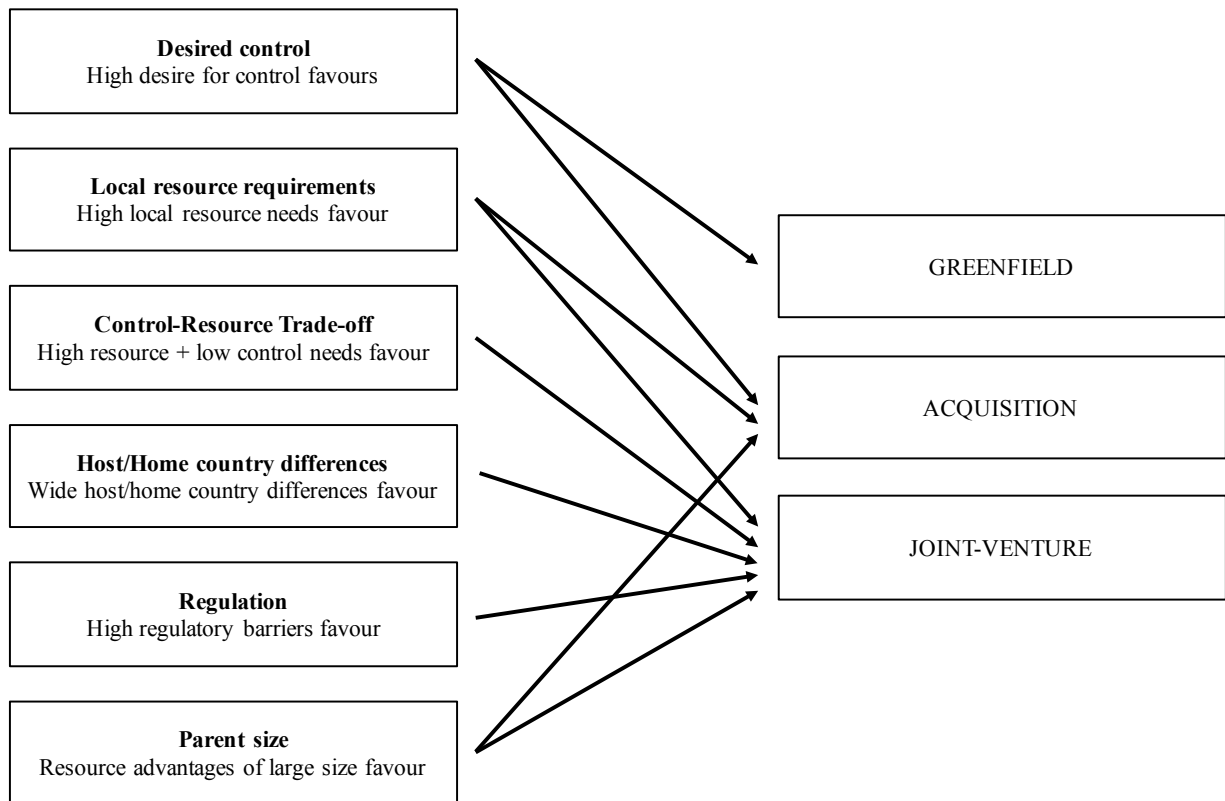 Desired control
High desire for control favours
Local resource requirements
High local resource needs favour
Control-Resource Trade-off
High resource + low control needs favour
Host/Home country differences
Wide host/home country differences favour
Regulation
High regulatory barriers favour
Parent size
Resource advantages of large size favour
GREENFIELD
ACQUISITION
JOINT-VENTURE